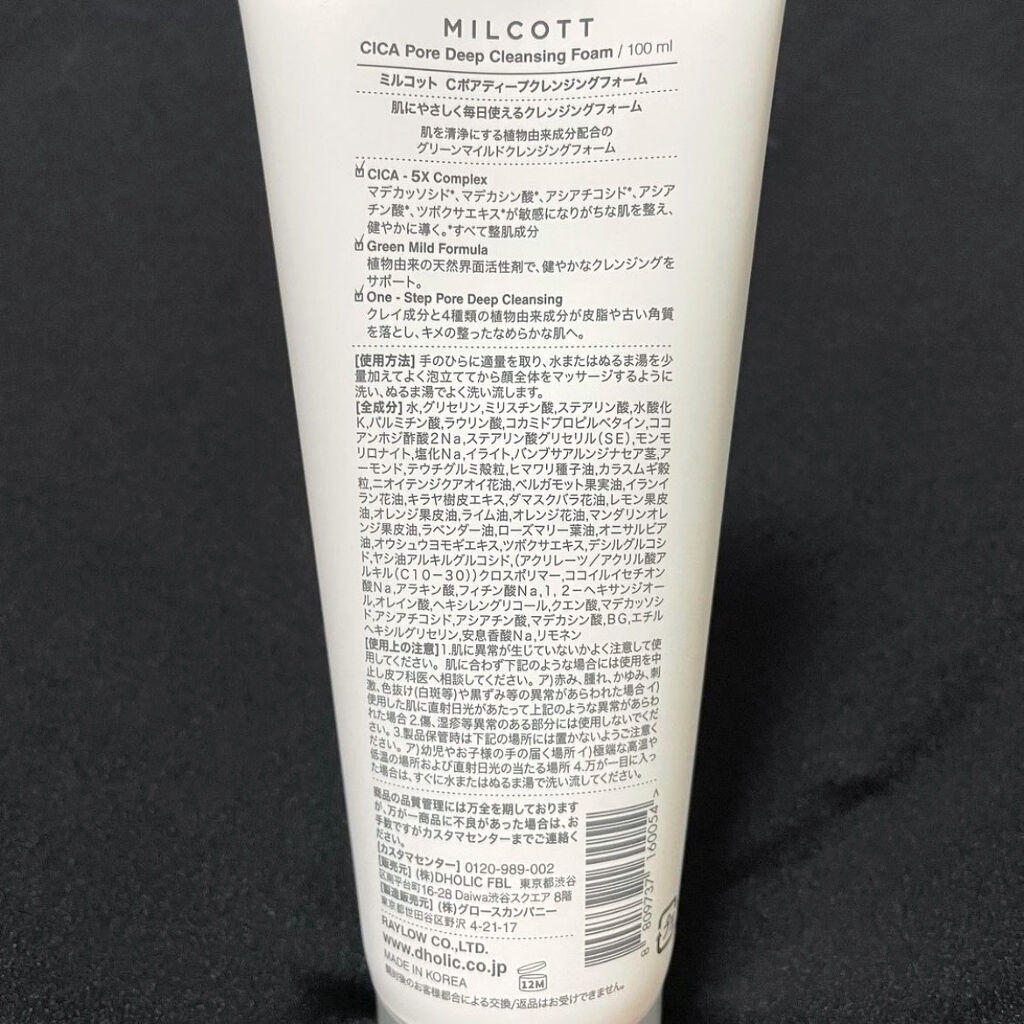 MILCOTT
CICA Pore Deep Cleansing Foam / 100 ml
ミルコット Cポアディープクレンジングフォーム
肌にやさしく毎日使えるクレンジングフォーム
肌を清浄にする植物由来成分配合の
グリーンマイルドクレンジングフォーム
CICA - 5X Complex
マデカッソシド*、マデカシン酸*、アシアチコシド*、アシア
チン酸*、ツボクサエキス*が敏感になりがちな肌を整え、
健やかに導く。*すべて整肌成分
Green Mild Formula
植物由来の天然界面活性剤で、健やかなクレンジングを
サポート。
One - Step Pore Deep Cleansing
クレイ成分と4種類の植物由来成分が皮脂や古い角質
を落とし、キメの整ったなめらかな肌へ。
[使用方法] 手のひらに適量を取り、水またはぬるま湯を少
量加えてよく泡立ててから顔全体をマッサージするように
洗い、ぬるま湯でよく洗い流します。
[全成分] 水,グリセリン,ミリスチン酸,ステアリン酸,水酸化
K,パルミチン酸,ラウリン酸,コカミドプロピルベタイン,ココ
アンホジ酢酸2Na,ステアリン酸グリセリル(SE),モンモ
リロナイト,塩化Na,イライト,バンブサアルンジナセア茎,ア
ーモンド,テウチグルミ殻粒,ヒマワリ種子油,カラスムギ穀
粒,ニオイテンジクアオイ花油,ベルガモット果実油,イランイ
ラン花油,キラヤ樹皮エキス,ダマスクバラ花油,レモン果皮
油,オレンジ果皮油,ライム油,オレンジ花油,マンダリンオレ
ンジ果皮油,ラベンダー油,ローズマリー葉油,オニサルビア
油,オウシュウヨモギエキス,ツボクサエキス,デシルグルコシ
ド,ヤシ油アルキルグルコシド,(アクリレーツ/アクリル酸ア
ルキル(C10-30))クロスポリマー,ココイルイセチオン
酸Na,アラキン酸,フィチン酸Na,1,2-ヘキサンジオー
ル,オレイン酸,ヘキシレングリコール,クエン酸,マデカッソシ
ド,アシアチコシド,アシアチン酸,マデカシン酸,BG,エチル
ヘキシルグリセリン,安息香酸Na,リモネン
[使用上の注意]1.肌に異常が生じていないかよく注意して使
用してください。肌に合わず下記のような場合には使用を中
止し皮フ科医へ相談してください。ア)赤み、腫れ、かゆみ、刺
激、色抜け(白斑等)や黒ずみ等の異常があらわれた場合 イ)
使用した肌に直射日光があたって上記のような異常があらわ
れた場合 2.傷、湿疹等異常のある部分には使用しないでくだ
さい。3.製品保管時は下記の場所には置かないようご注意く
ださい。ア)幼児やお子様の手の届く場所 イ)極端な高温や
低温の場所および直射日光の当たる場所 4.万が一目に入っ
た場合は、すぐに水またはぬるま湯で洗い流してください。
商品の品質管理には万全を期しております
が、万が一商品に不良があった場合は、お
手数ですがカスタマセンターまでご連絡く
ださい。
[カスタマセンター] 0120-989-002
[販売元] (株)DHOLIC FBL 東京都渋谷
区南平台町16-28 Daiwa渋谷スクエア 8階
[製造販売元] (株)グロースカンパニー
東京都世田谷区野沢 4-21-17
RAYLOW CO.,LTD.
www.dholic.co.jp
MADE IN KOREA
12M
開封後のお客様都合による交換/返品はお受けできません。
8 809737 160054 >